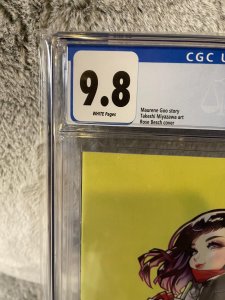 CGC U
9.8
WHITE Pages
Maurene Goo story
Takeshi Miyazawa art
Rose Besch cover